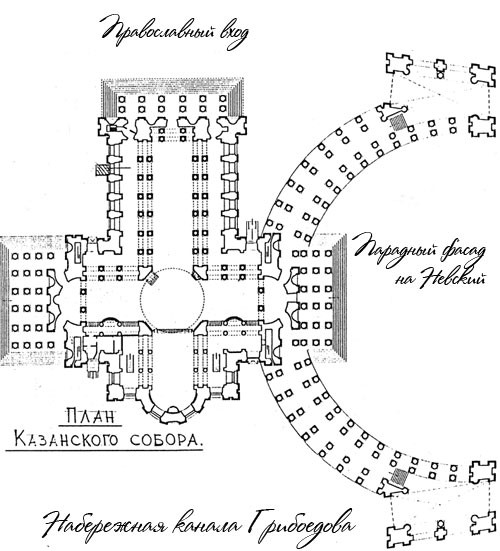 Православный вход
Парадный фасад
на Невский
План
Казанского собора.
Набережная канала Грибоедова